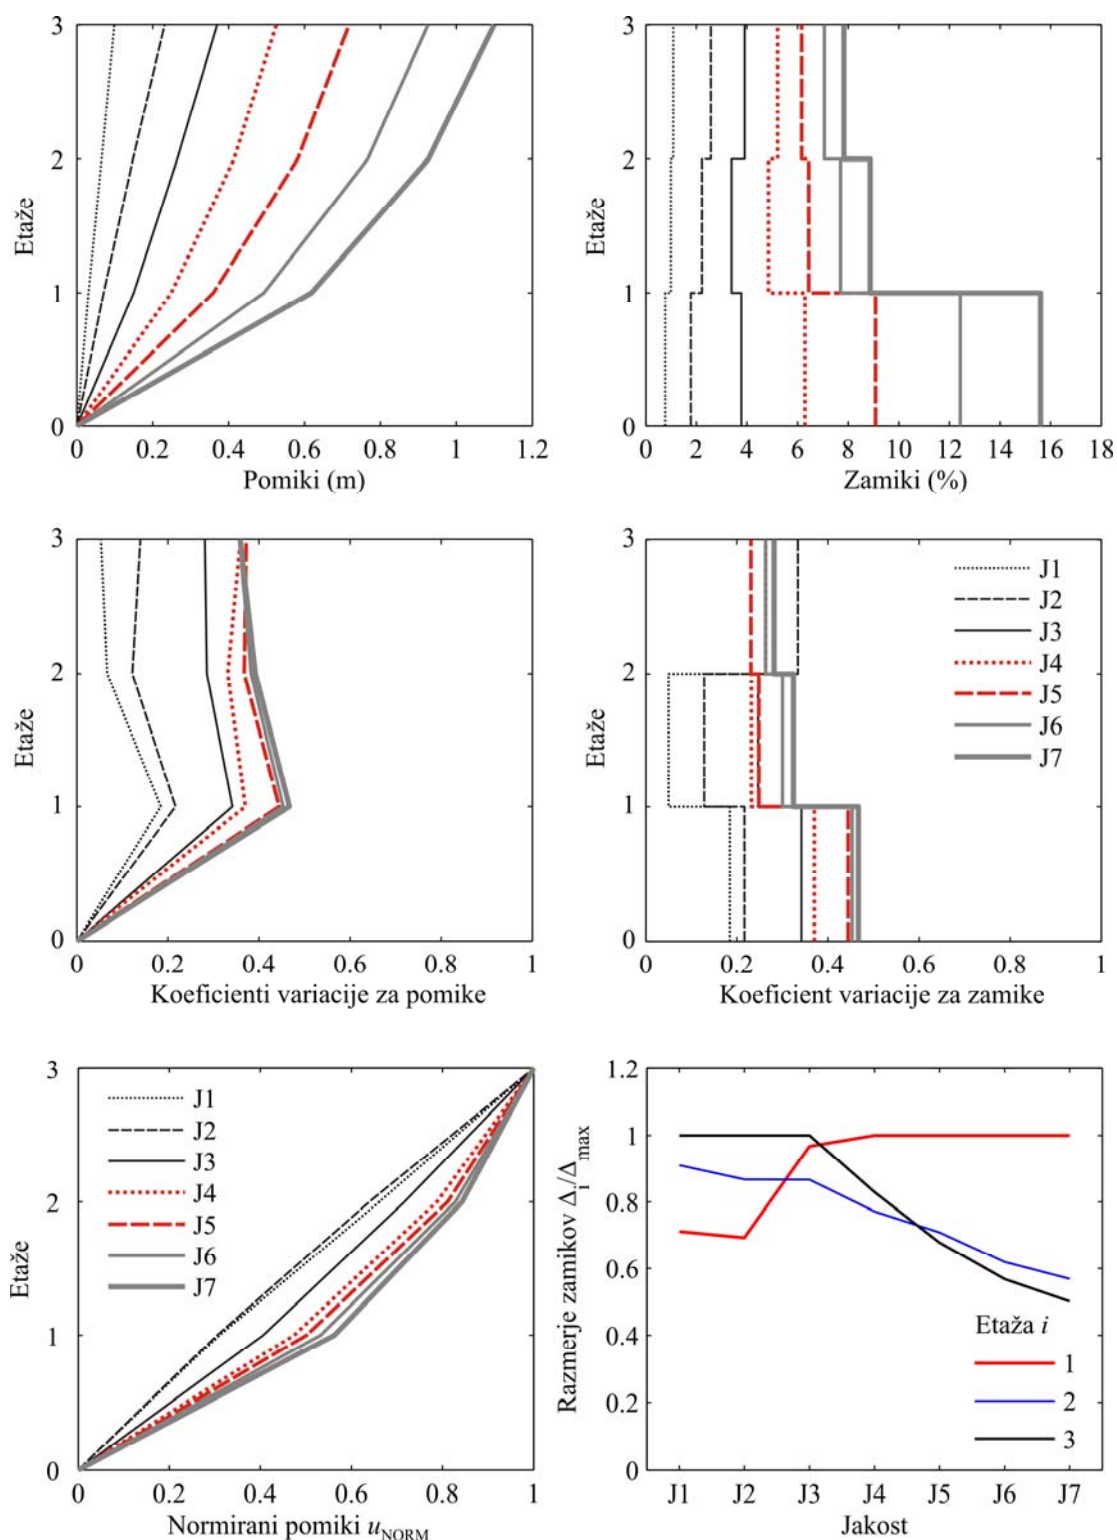 3
2
1
0
Etaže
0 0.2 0.4 0.6 0.8 1 1.2
Pomiki (m)
3
2
1
0
Etaže
0 2 4 6 8 10 12 14 16 18
Zamiki (%)
3
2
1
0
Etaže
0 0.2 0.4 0.6 0.8 1
Koeficienti variacije za pomike
3
2
1
0
Etaže
J1
J2
J3
J4
J5
J6
J7
0 0.2 0.4 0.6 0.8 1
Koeficient variacije za zamike
3
2
1
0
Etaže
J1
J2
J3
J4
J5
J6
J7
0 0.2 0.4 0.6 0.8 1
Normirani pomiki u_NORM
1.2
1
0.8
0.6
0.4
0.2
0
Razmerje zamikov Δ_i/Δ_max
Etaža i
1
2
3
J1 J2 J3 J4 J5 J6 J7
Jakost